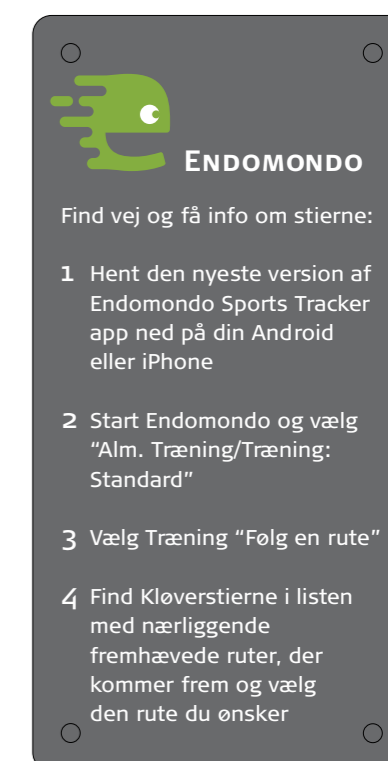 Endomondo
Find vej og få info om stierne:
1 Hent den nyeste version af
Endomondo Sports Tracker
app ned på din Android
eller iPhone
2 Start Endomondo og vælg
“Alm. Træning/Træning:
Standard”
3 Vælg Træning “Følg en rute”
4 Find Kløverstierne i listen
med nærliggende
fremhævede ruter, der
kommer frem og vælg
den rute du ønsker